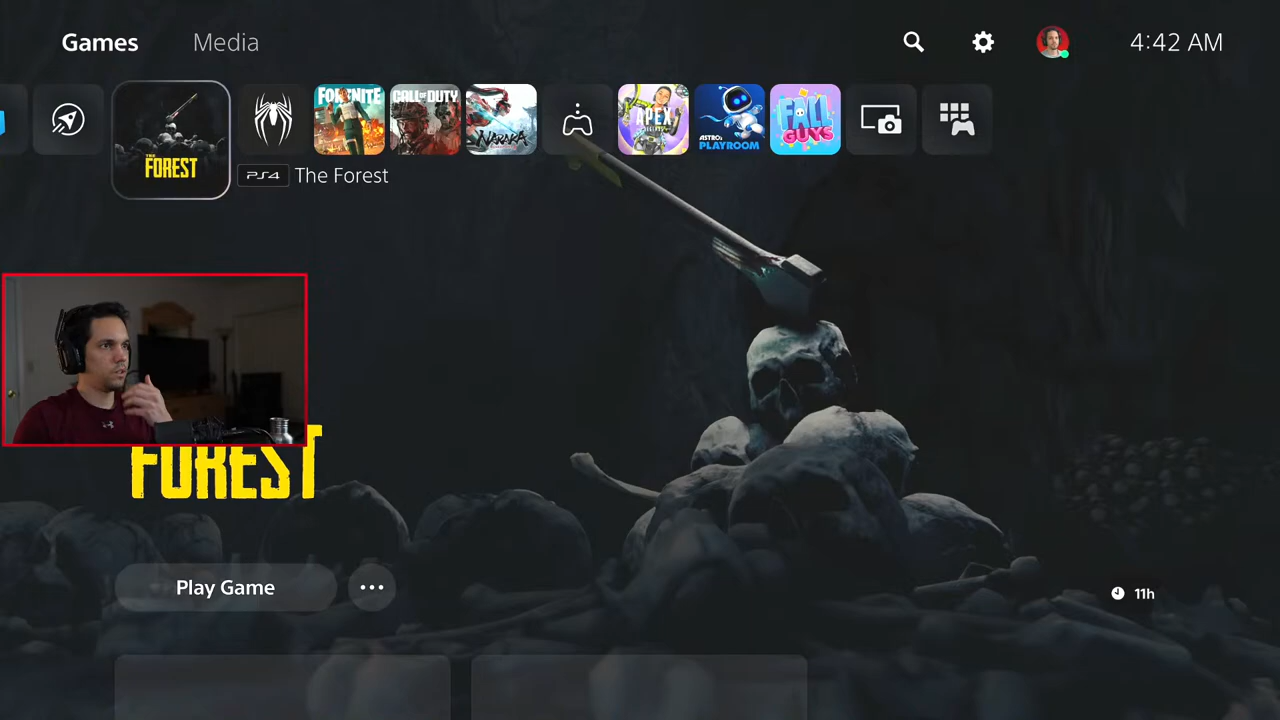 Games Media 4:42 AM
THE
FOREST
FORTNITE
CALL OF DUTY
NARAKA
APEX
LEGENDS
ASTRO's
PLAYROOM
FALL
GUYS
PS4 The Forest
FOREST
Play Game
11h